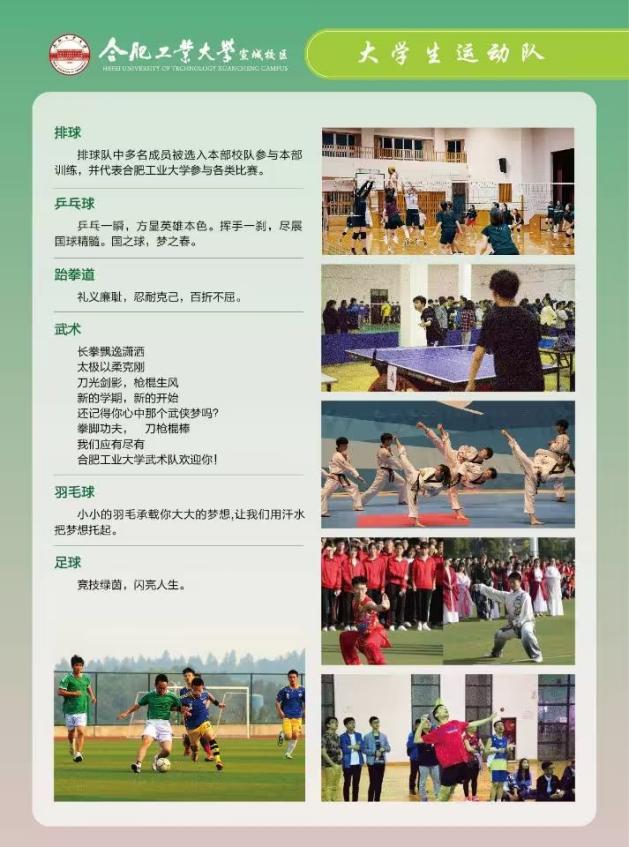 合肥工业大学 宣城校区
HEFEI UNIVERSITY OF TECHNOLOGY XUANCHENG CAMPUS
大学生运动队
排球
排球队中多名成员被选入本部校队参与本部
训练，并代表合肥工业大学参与各类比赛。
乒乓球
乒乓一瞬，方显英雄本色。挥手一刹，尽展
国球精髓。国之球，梦之春。
跆拳道
礼义廉耻，忍耐克己，百折不屈。
武术
长拳飘逸潇洒
太极以柔克刚
刀光剑影，枪棍生风
新的学期，新的开始
还记得你心中那个武侠梦吗?
拳脚功夫， 刀枪棍棒
我们应有尽有
合肥工业大学武术队欢迎你!
羽毛球
小小的羽毛承载你大大的梦想,让我们用汗水
把梦想托起。
足球
竞技绿茵，闪亮人生。